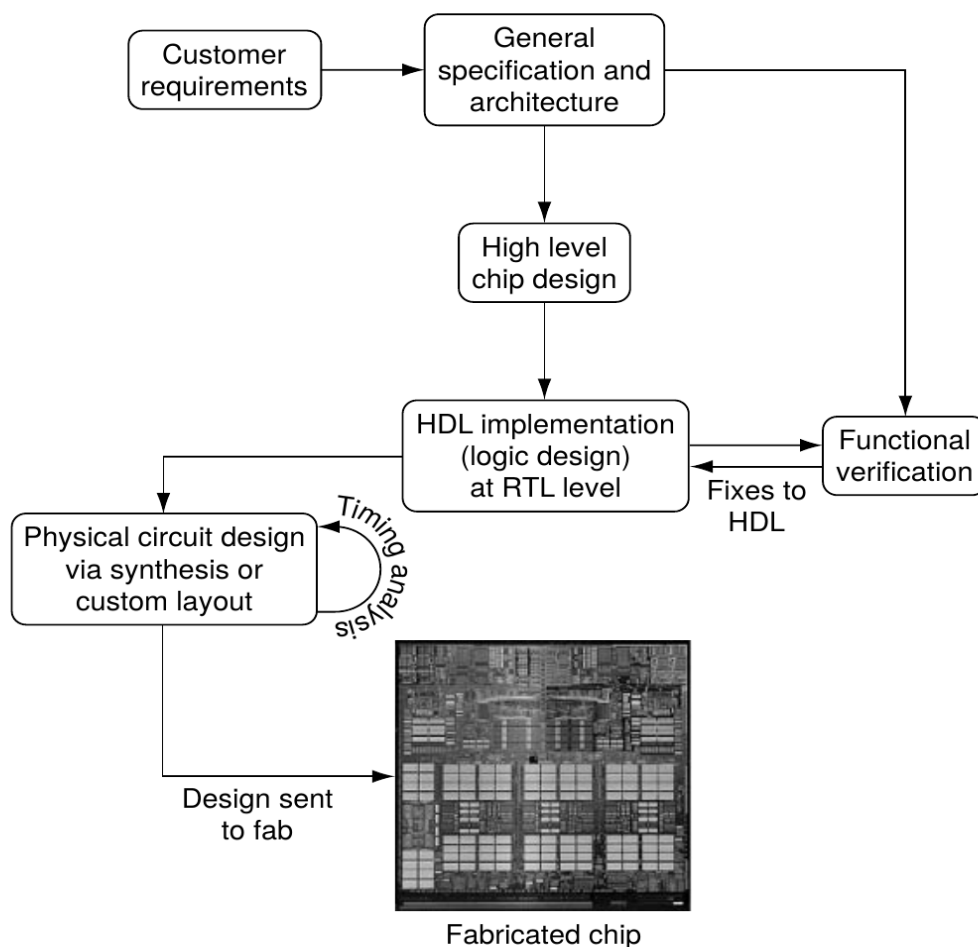 Customer
requirements
General
specification and
architecture
High level
chip design
HDL implementation
(logic design)
at RTL level
Functional
verification
Fixes to
HDL
Physical circuit design
via synthesis or
custom layout
Timing analysis
Design sent
to fab
Fabricated chip